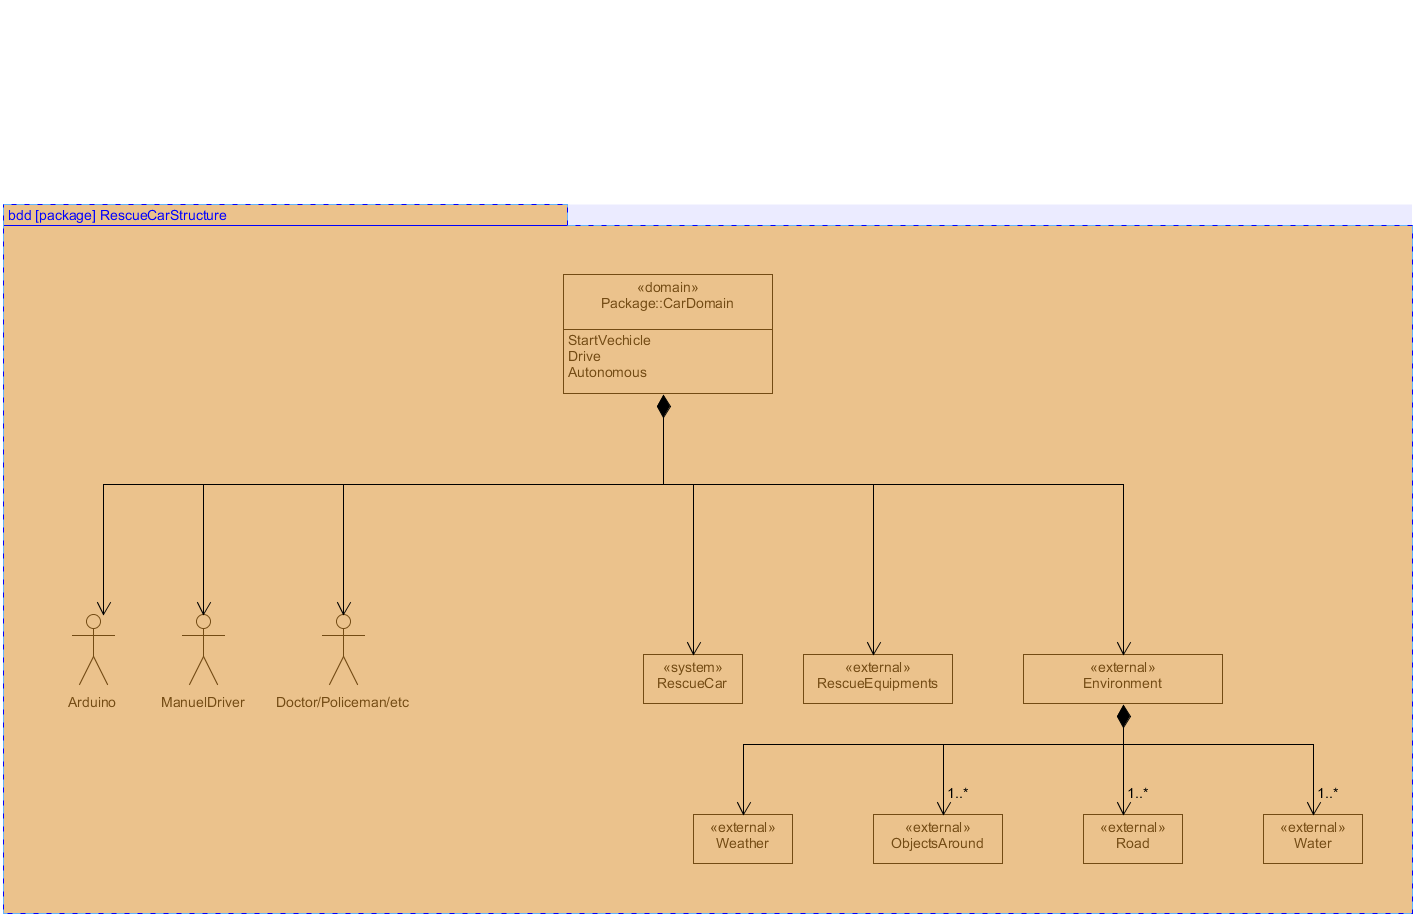 bdd [package] RescueCarStructure
«domain»
Package::CarDomain
StartVechicle
Drive
Autonomous
Arduino
ManuelDriver
Doctor/Policeman/etc
«system»
RescueCar
«external»
RescueEquipments
«external»
Environment
1..*
1..*
1..*
«external»
Weather
«external»
ObjectsAround
«external»
Road
«external»
Water